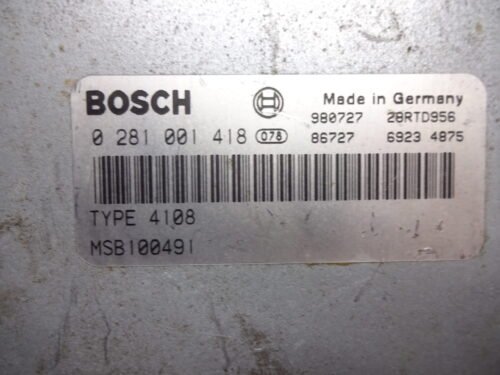 BOSCH Made in Germany
980727 28RTD956
0 281 001 418 078 86727 6923 4875
TYPE 4108
MSB100491